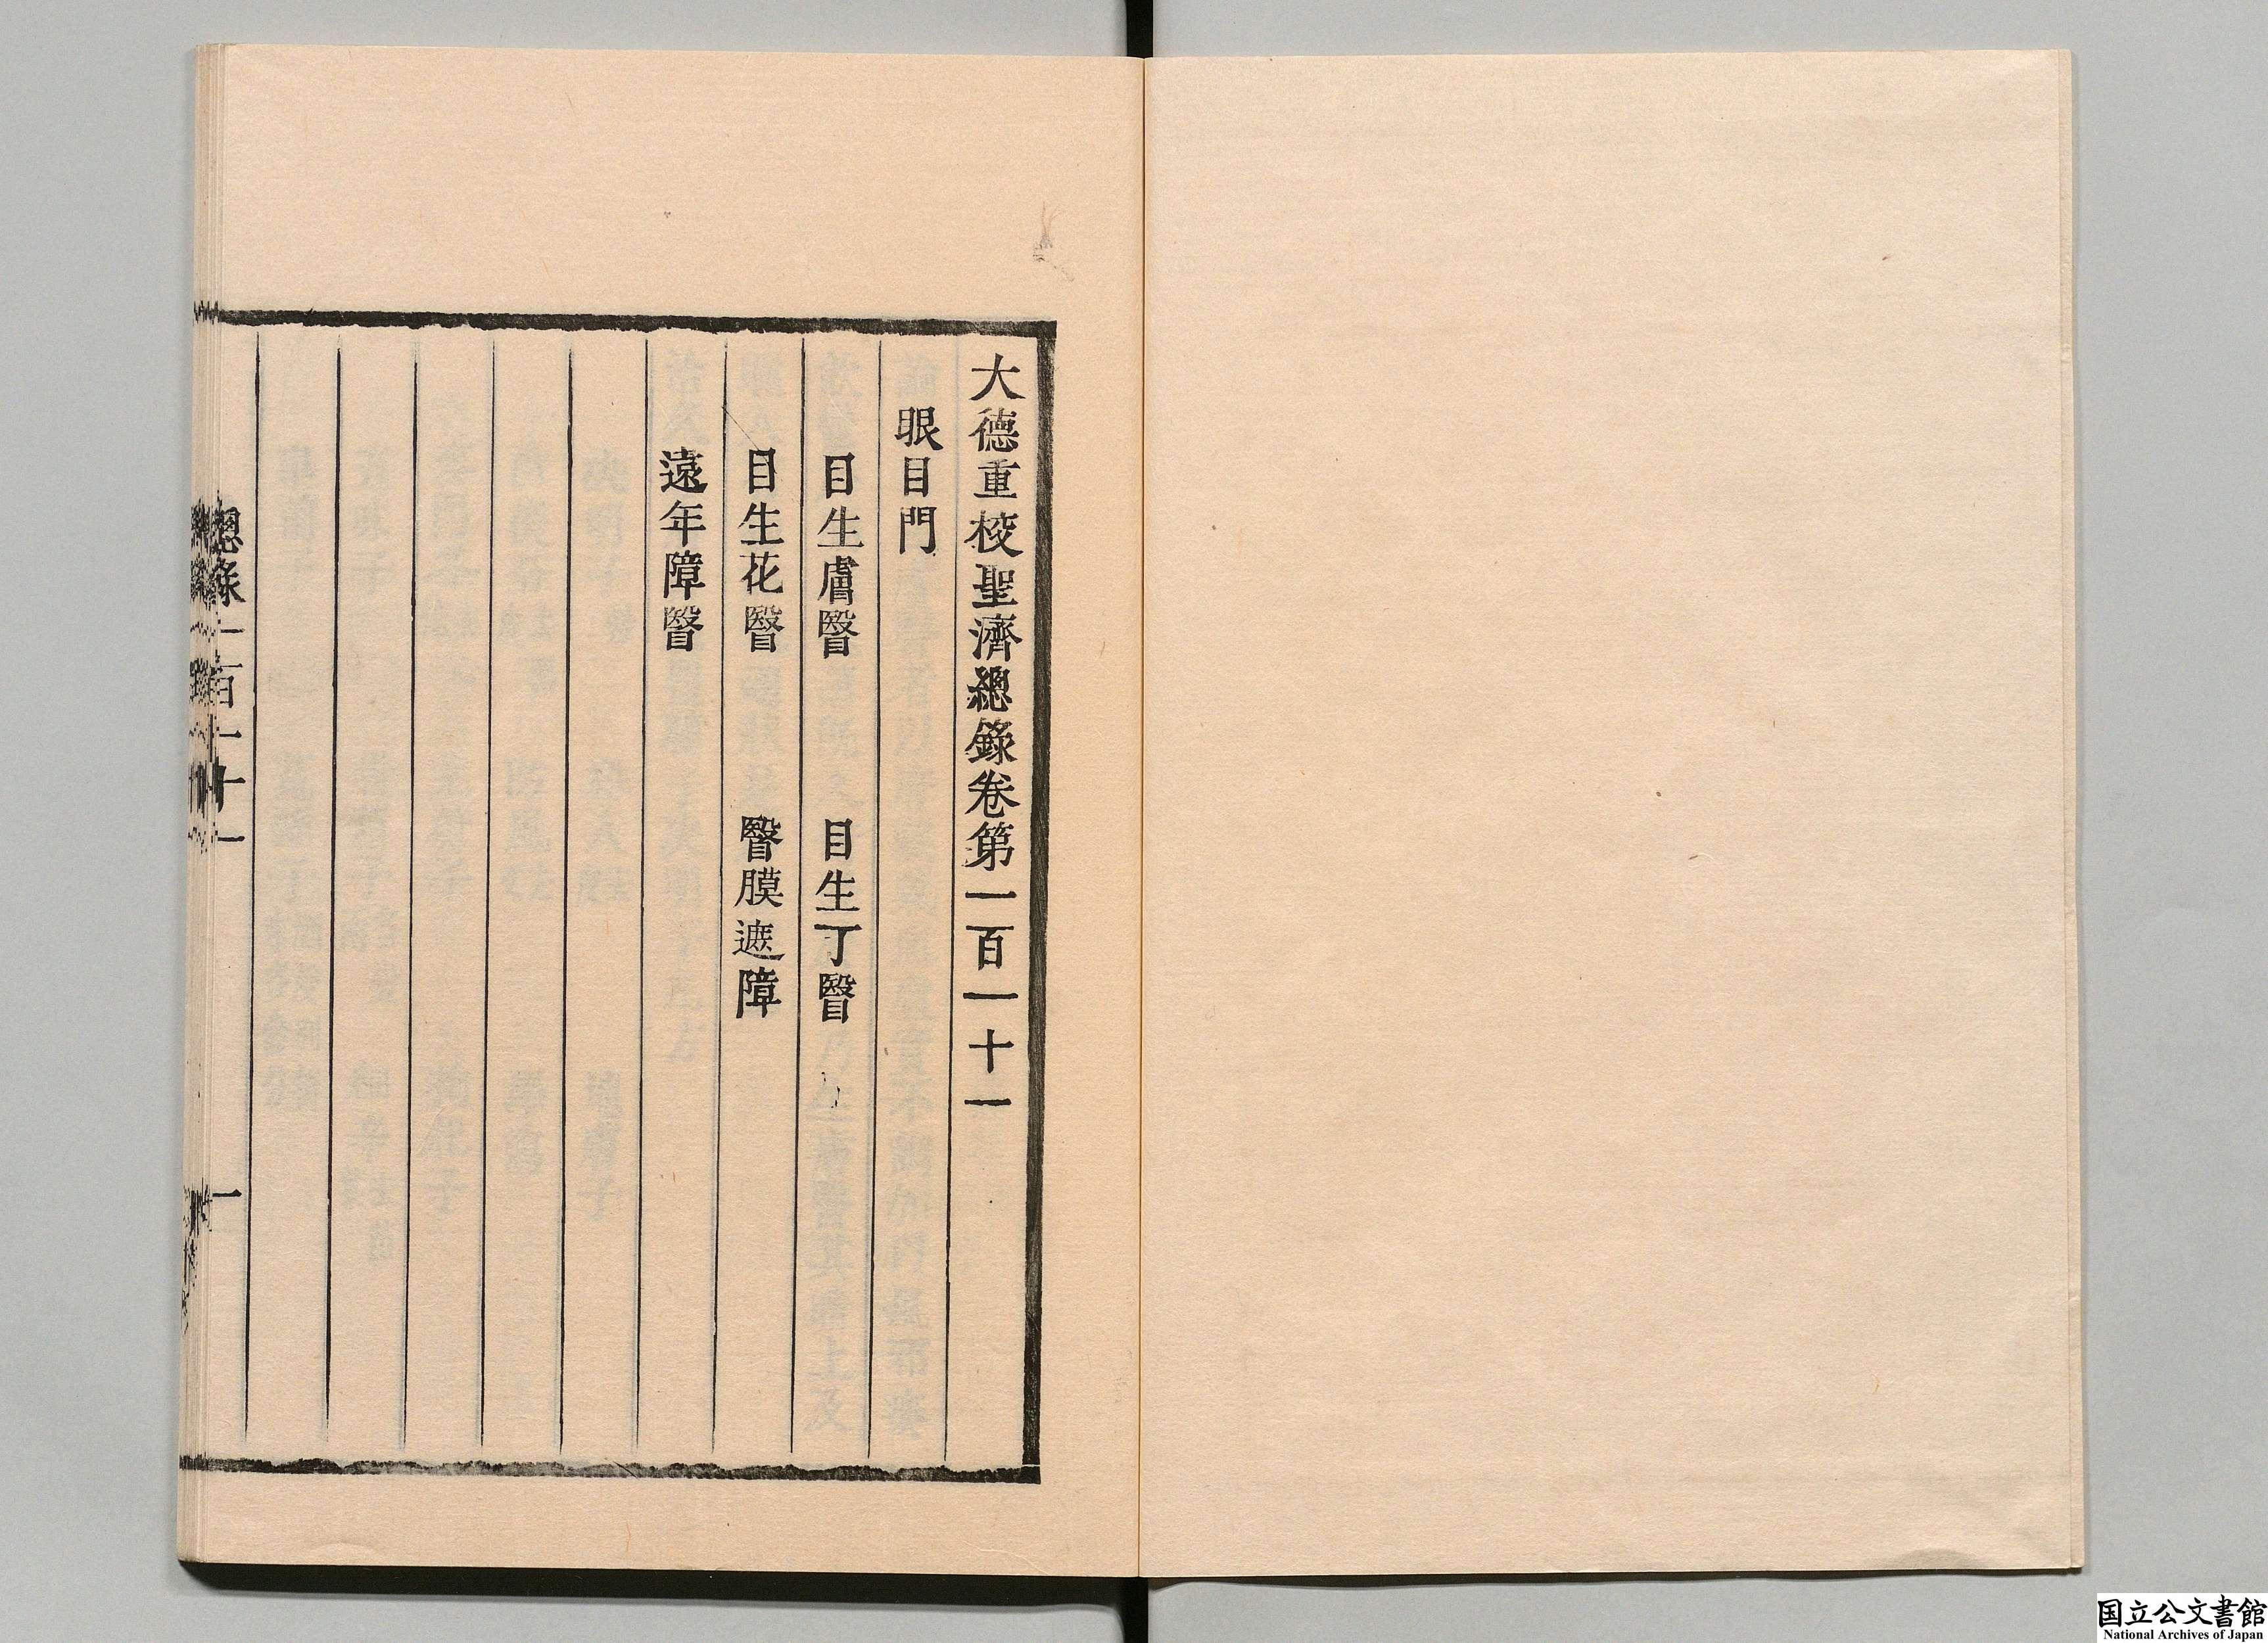 大德重校聖濟總錄卷第一百一十一
眼目門
目生膚瞖　目生丁瞖
目生花瞖　瞖膜遮障
遠年障瞖
總錄一百一十一
一
国立公文書館
National Archives of Japan